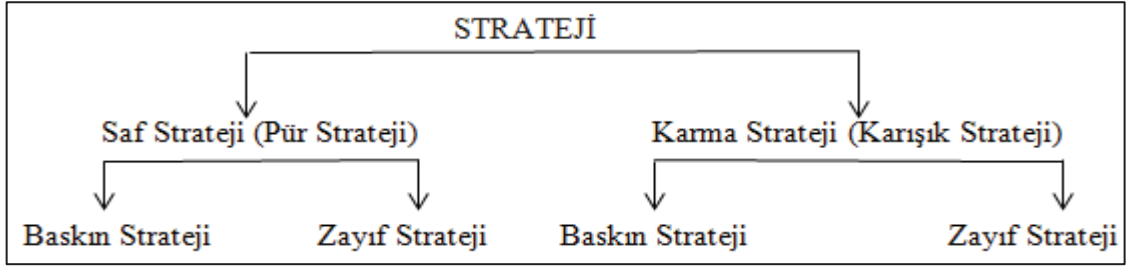 STRATEJİ
Saf Strateji (Pür Strateji) Karma Strateji (Karışık Strateji)
Baskın Strateji Zayıf Strateji Baskın Strateji Zayıf Strateji